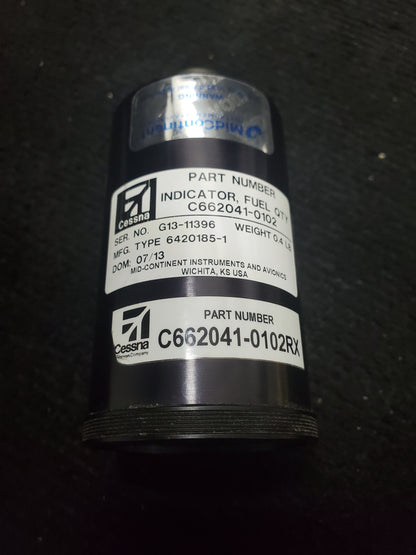 WARNING
MidContinent
PART NUMBER
INDICATOR, FUEL QTY
C662041-0102
Cessna
SER. NO. G13-11396 WEIGHT 0.4 LB
MFG. TYPE 6420185-1
DOM: 07/13
MID-CONTINENT INSTRUMENTS AND AVIONICS
WICHITA, KS USA
PART NUMBER
C662041-0102RX
Cessna